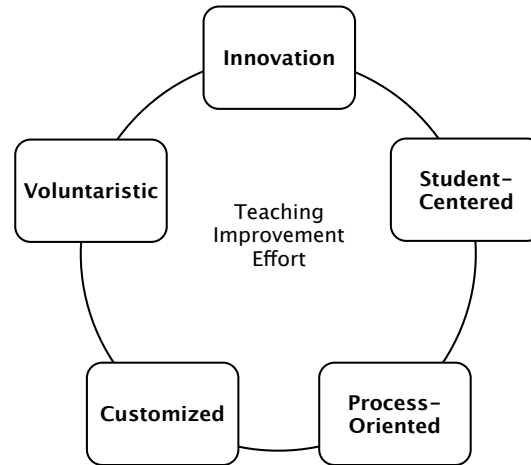 Innovation
Student-
Centered
Process-
Oriented
Customized
Voluntaristic
Teaching
Improvement
Effort